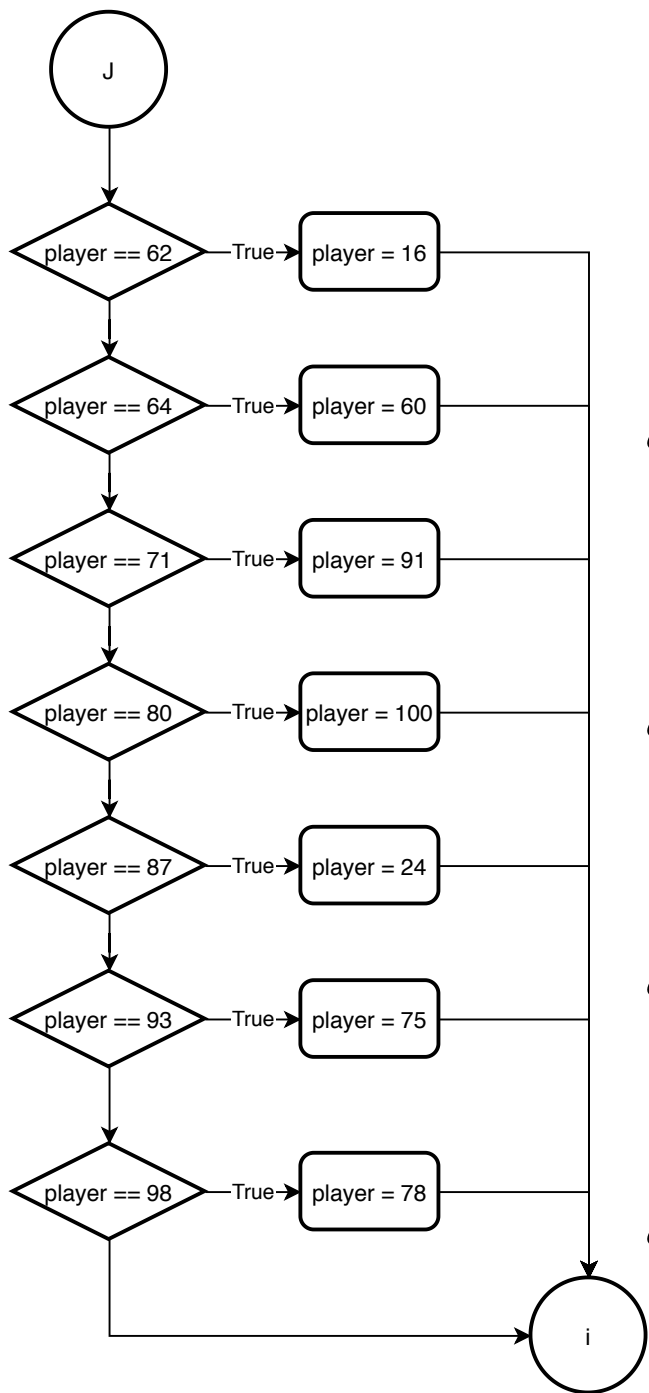 J
player == 62
True
player = 16
player == 64
True
player = 60
player == 71
True
player = 91
player == 80
True
player = 100
player == 87
True
player = 24
player == 93
True
player = 75
player == 98
True
player = 78
i